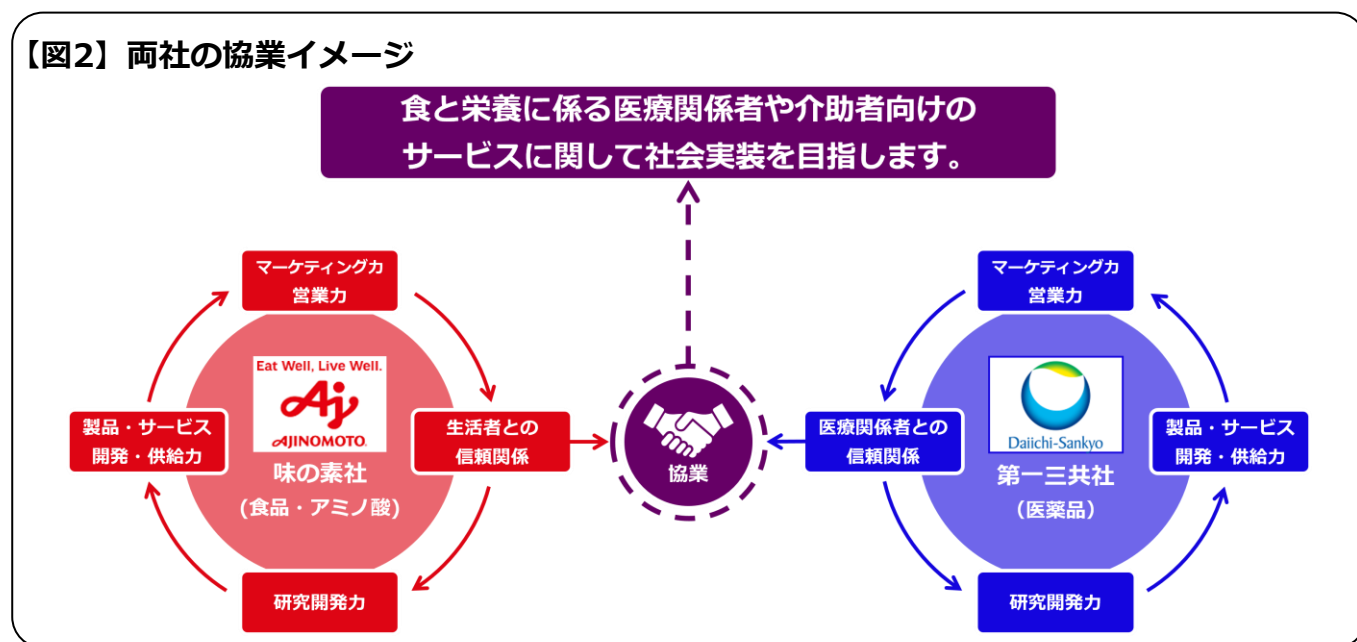 【図2】両社の協業イメージ
食と栄養に係る医療関係者や介助者向けの
サービスに関して社会実装を目指します。
マーケティング力
営業力
Eat Well, Live Well.
Aj
AJINOMOTO.
味の素社
(食品・アミノ酸)
製品・サービス
開発・供給力
生活者との
信頼関係
研究開発力
協業
マーケティング力
営業力
医療関係者との
信頼関係
Daiichi-Sankyo
第一三共社
（医薬品）
製品・サービス
開発・供給力
研究開発力